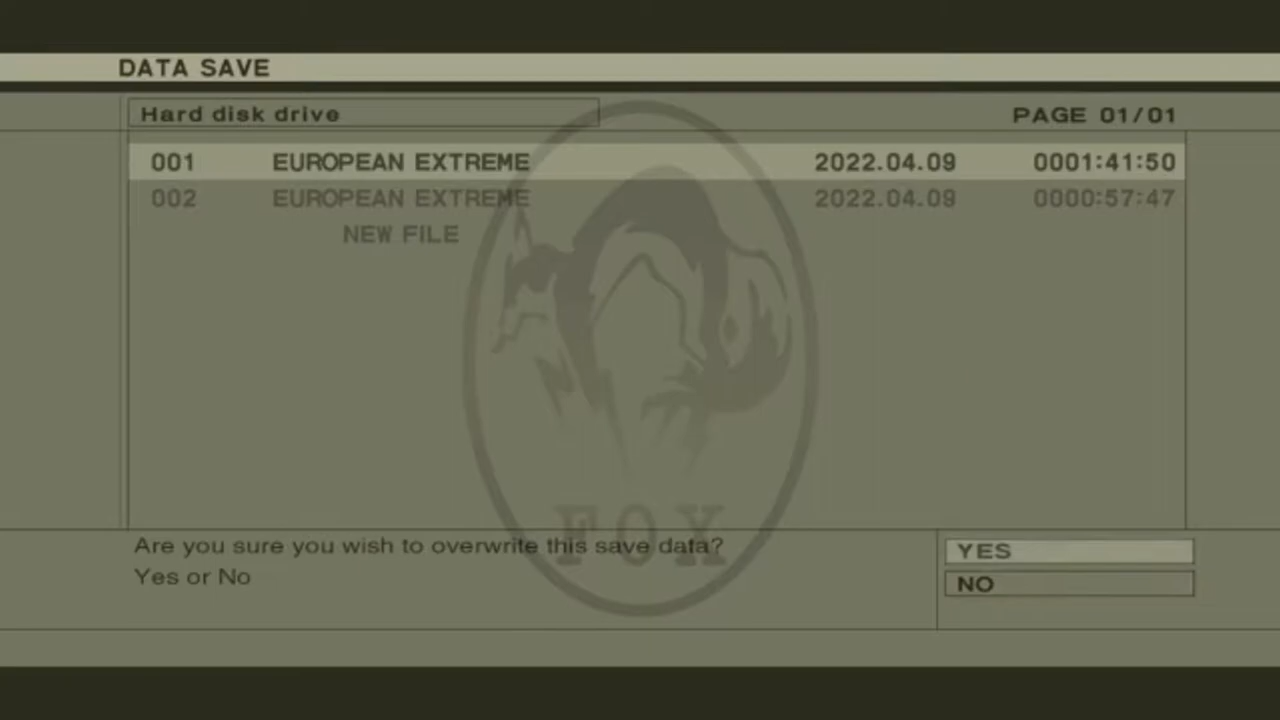 DATA SAVE
Hard disk drive PAGE 01/01
001 EUROPEAN EXTREME 2022.04.09 0001:41:50
002 EUROPEAN EXTREME 2022.04.09 0000:57:47
NEW FILE
FOX
Are you sure you wish to overwrite this save data?
Yes or No
YES
NO